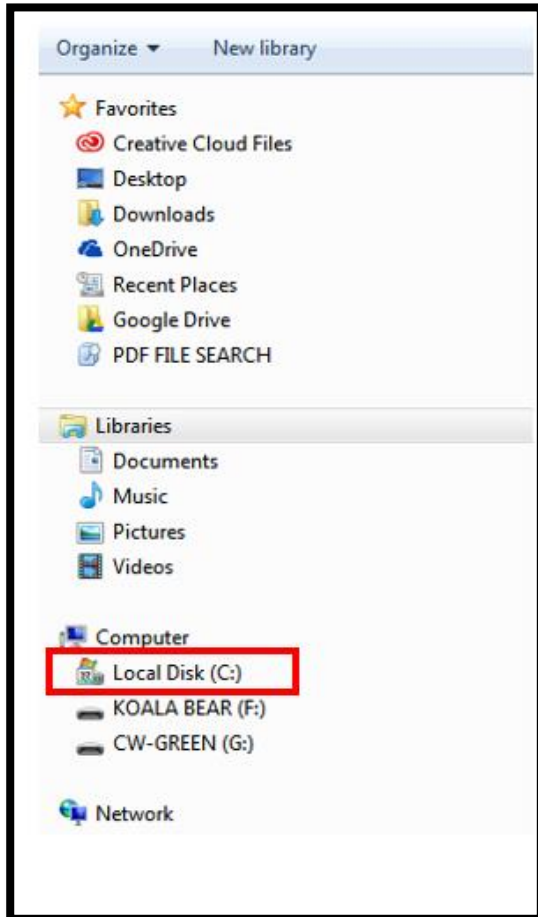 Organize New library
Favorites
Creative Cloud Files
Desktop
Downloads
OneDrive
Recent Places
Google Drive
PDF FILE SEARCH
Libraries
Documents
Music
Pictures
Videos
Computer
Local Disk (C:)
KOALA BEAR (F:)
CW-GREEN (G:)
Network